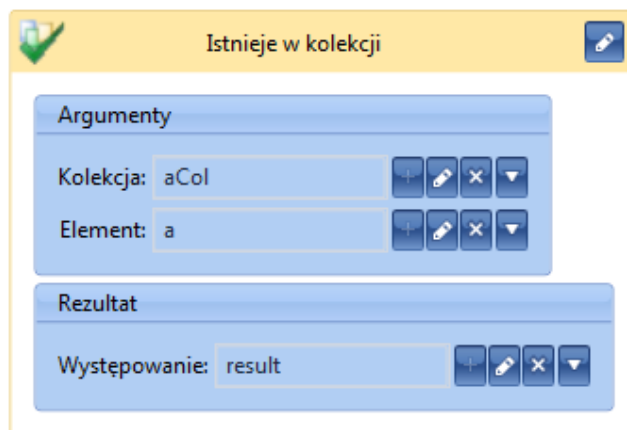 Istnieje w kolekcji
Argumenty
Kolekcja: aCol
Element: a
Rezultat
Występowanie: result